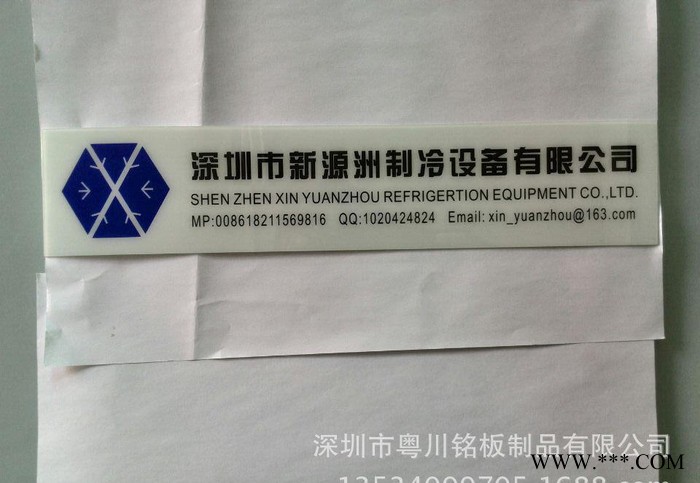 深圳市新源洲制冷设备有限公司
SHEN ZHEN XIN YUANZHOU REFRIGERTION EQUIPMENT CO.,LTD.
MP:008618211569816 QQ:1020424824 Email: xin_yuanzhou@163.com
深圳市粤川铭板制品有限公司
WWW.***.COM